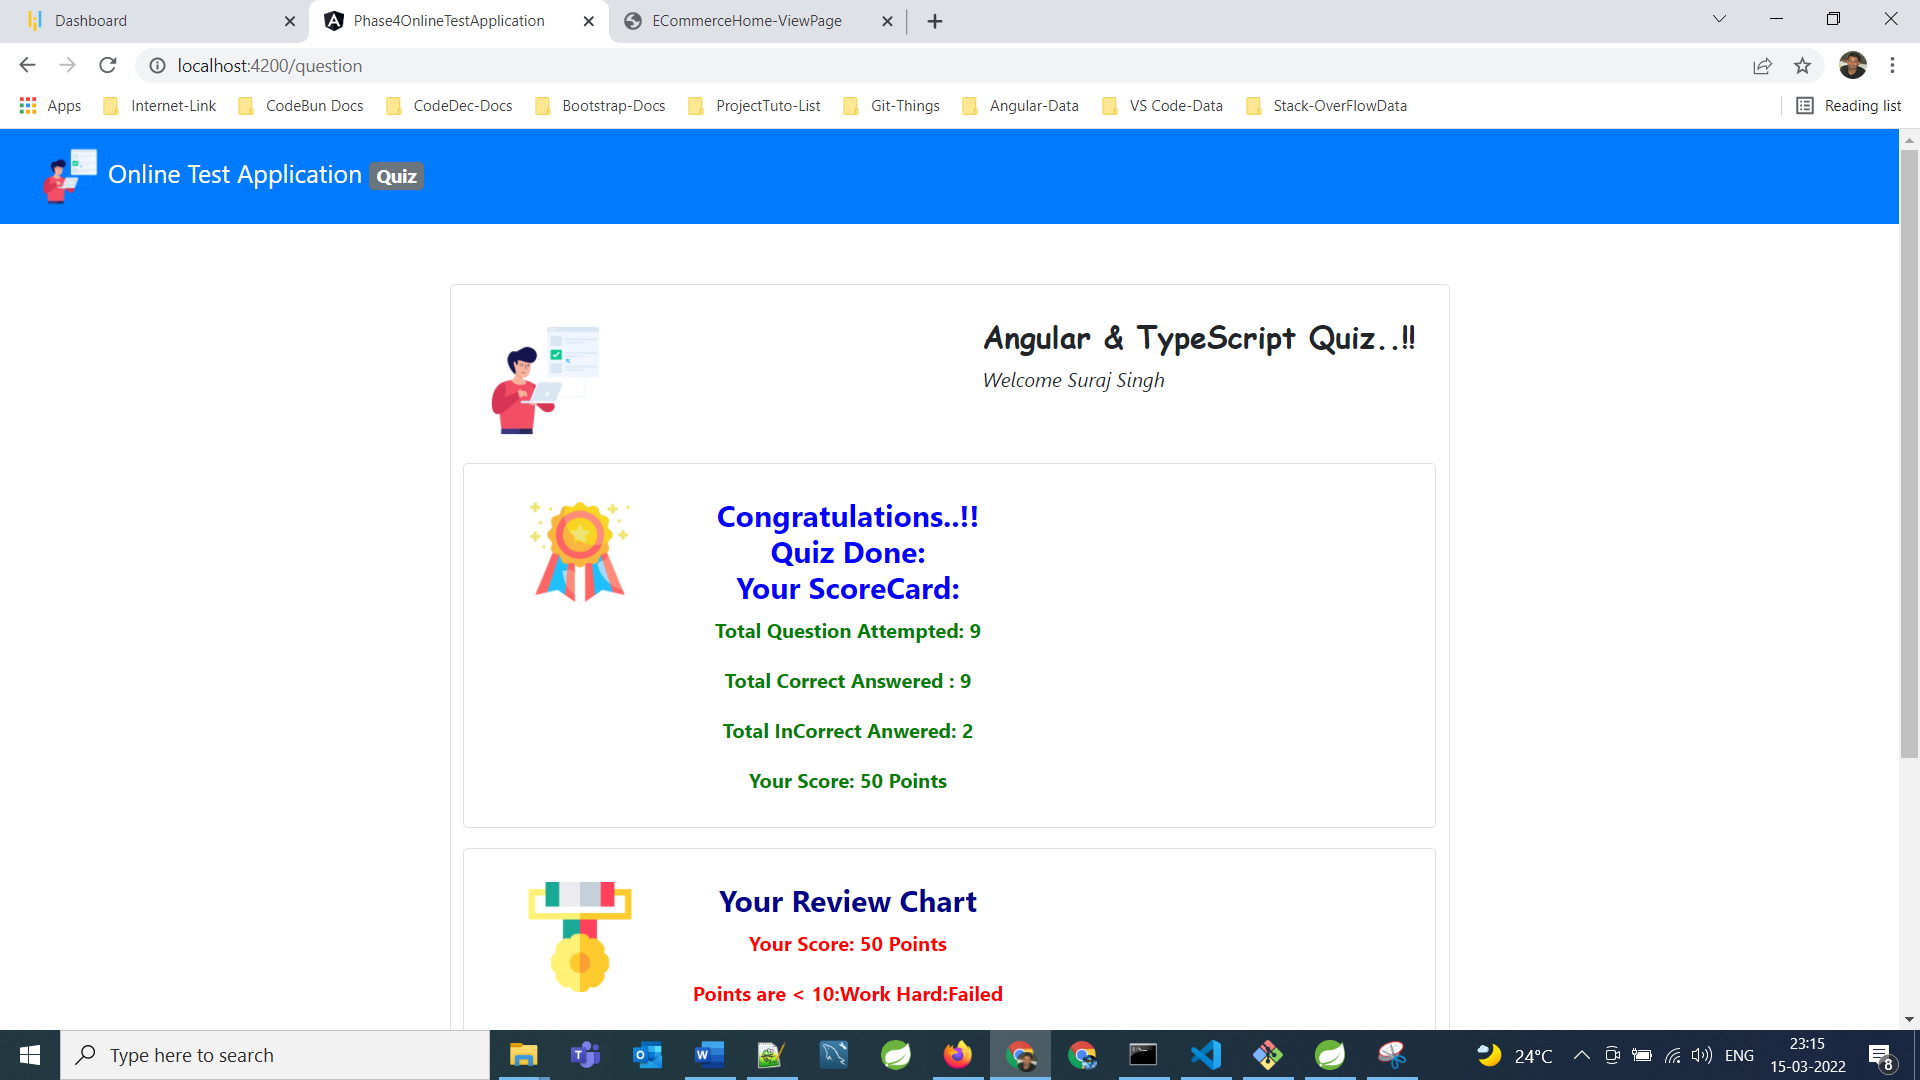 Dashboard
Phase4OnlineTestApplication
ECommerceHome-ViewPage
localhost:4200/question
Apps
Internet-Link
CodeBun Docs
CodeDec-Docs
Bootstrap-Docs
ProjectTuto-List
Git-Things
Angular-Data
VS Code-Data
Stack-OverFlowData
Reading list
Online Test Application Quiz
Angular & TypeScript Quiz..!!
Welcome Suraj Singh
Congratulations..!!
Quiz Done:
Your ScoreCard:
Total Question Attempted: 9
Total Correct Answered : 9
Total InCorrect Anwered: 2
Your Score: 50 Points
Your Review Chart
Your Score: 50 Points
Points are < 10:Work Hard:Failed
Type here to search
24°C
ENG
23:15
15-03-2022
8